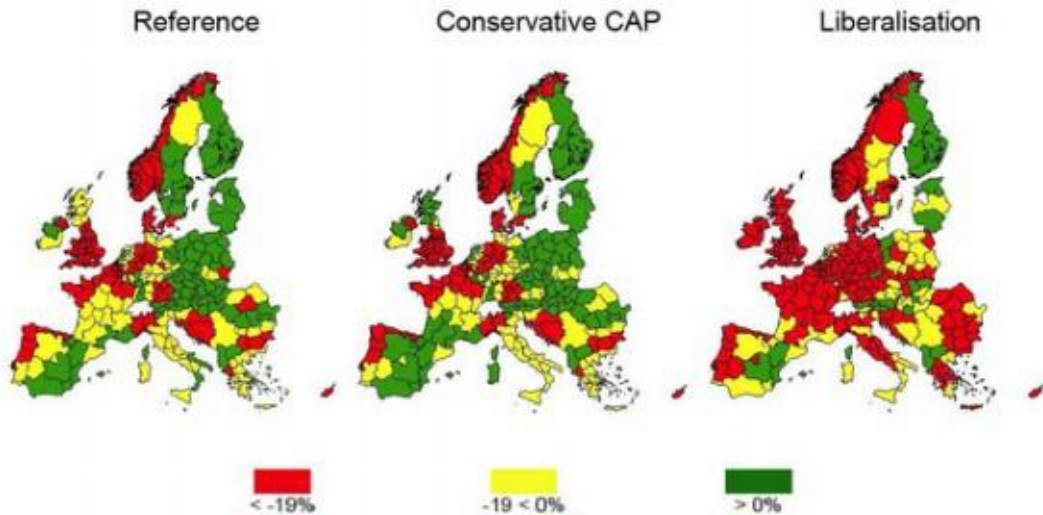 Reference
Conservative CAP
Liberalisation
< -19%
-19 < 0%
> 0%